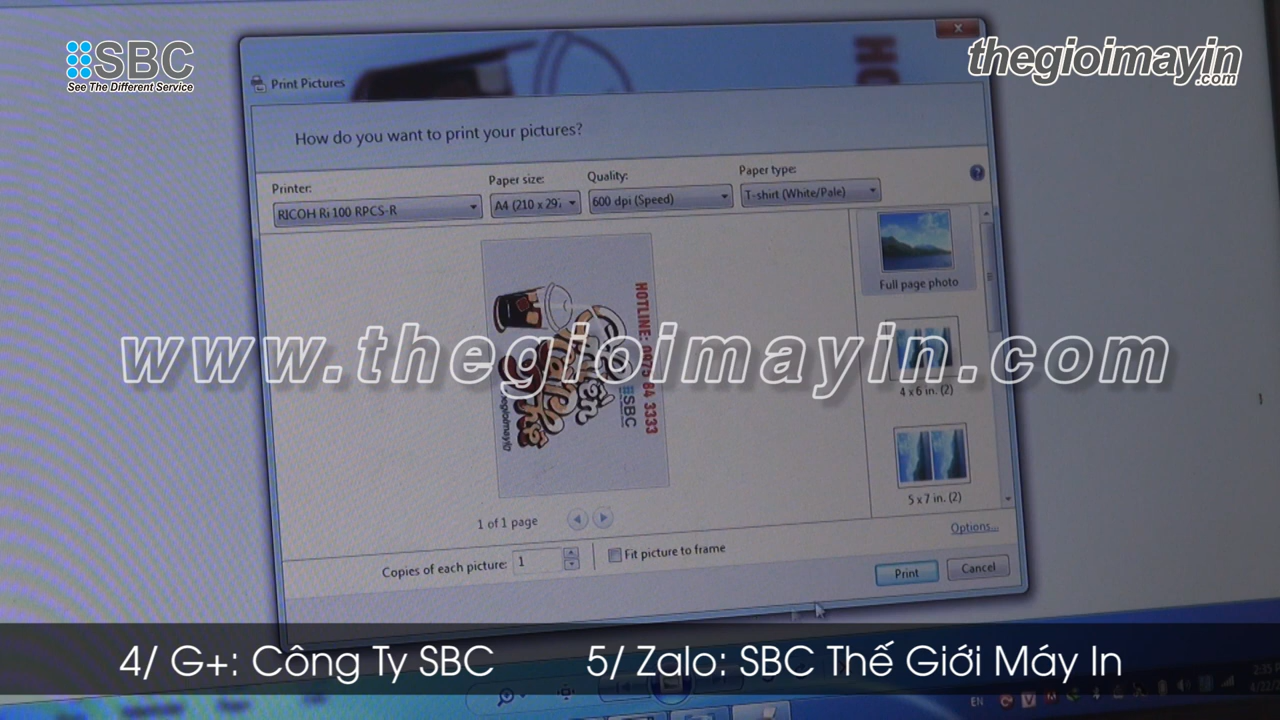 SBC
See The Different Service
thegioimayin
.com
Print Pictures
How do you want to print your pictures?
Printer:
Paper size:
Quality:
Paper type:
RICOH Ri 100 RPCS-R
A4 (210 x 297
600 dpi (Speed)
T-shirt (White/Pale)
Full page photo
HOTLINE: 0975 84 3333
SBC
www.thegioimayin.com
4 x 6 in. (2)
5 x 7 in. (2)
1 of 1 page
Options...
Copies of each picture:
1
Fit picture to frame
Print
Cancel
4/ G+: Công Ty SBC
5/ Zalo: SBC Thế Giới Máy In
EN